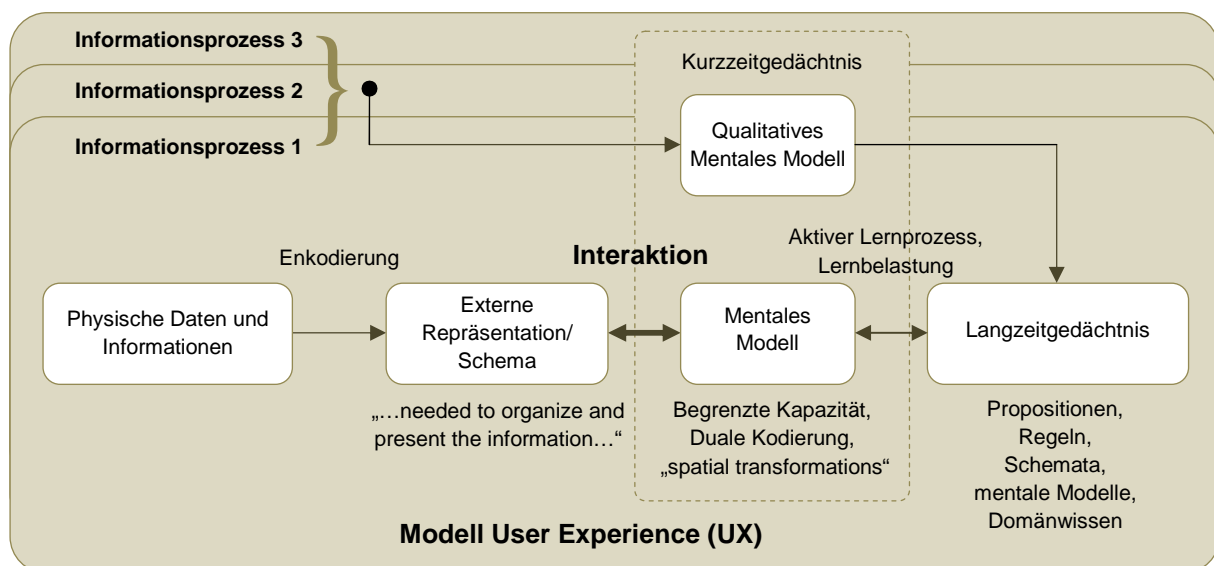 Informationsprozess 3
Informationsprozess 2
Informationsprozess 1
Kurzzeitgedächtnis
Qualitatives
Mentales Modell
Enkodierung
Interaktion
Aktiver Lernprozess,
Lernbelastung
Physische Daten und
Informationen
Externe
Repräsentation/
Schema
Mentales
Modell
Langzeitgedächtnis
„…needed to organize and
present the information…“
Begrenzte Kapazität,
Duale Kodierung,
„spatial transformations“
Propositionen,
Regeln,
Schemata,
mentale Modelle,
Domänwissen
Modell User Experience (UX)